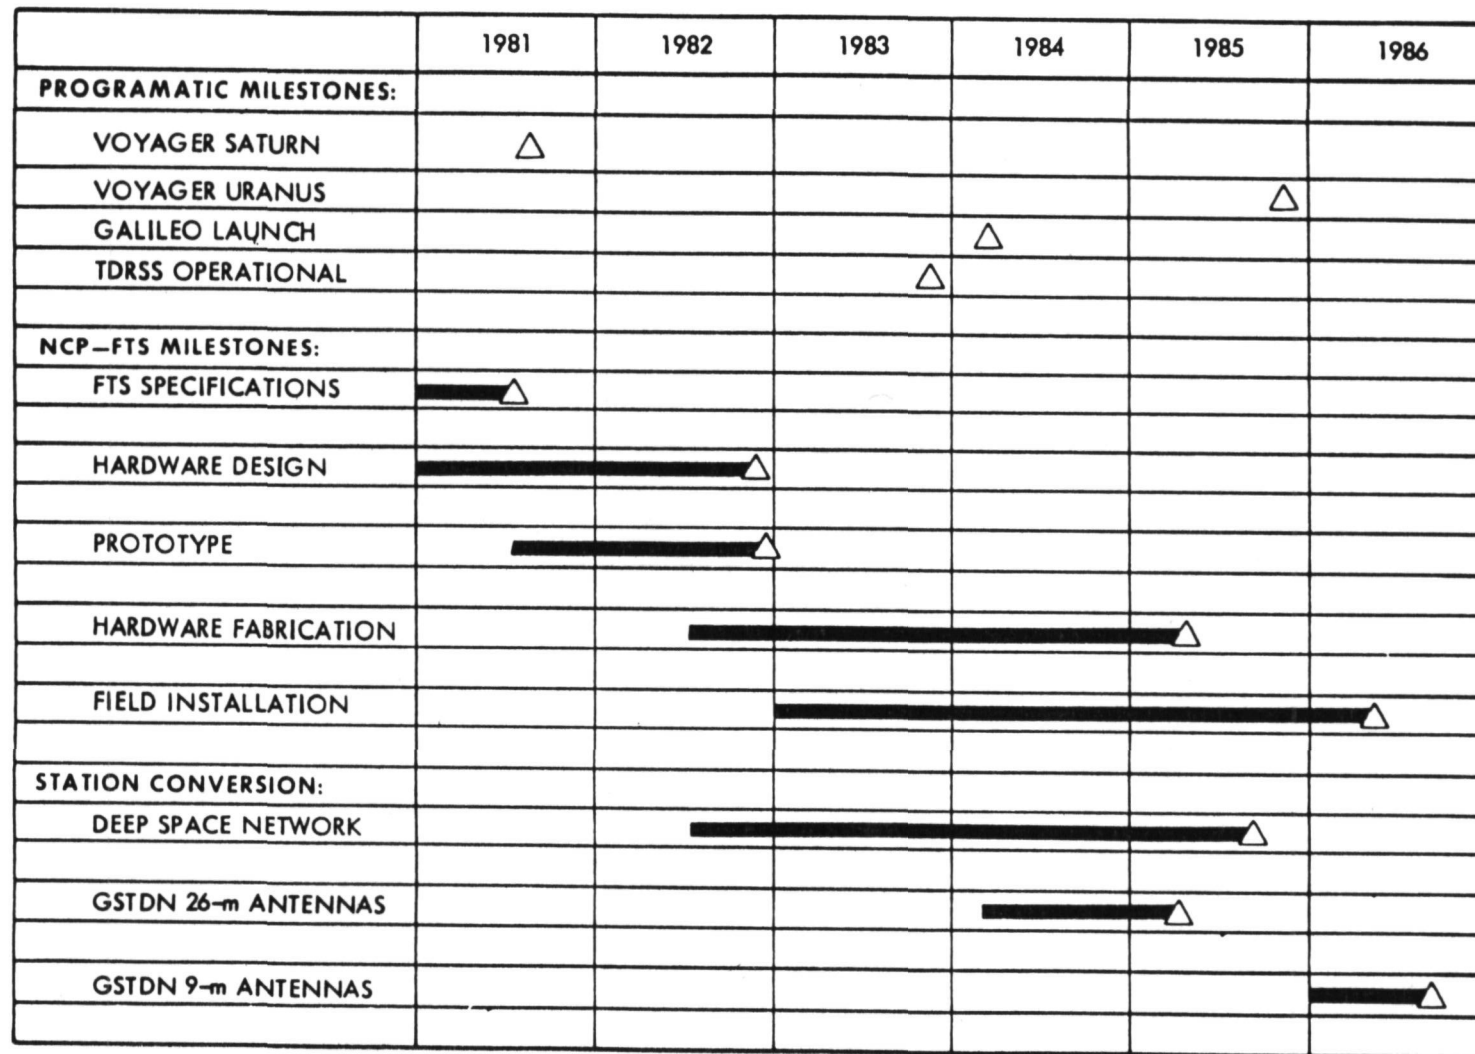 1981 1982 1983 1984 1985 1986
PROGRAMATIC MILESTONES:
VOYAGER SATURN
VOYAGER URANUS
GALILEO LAUNCH
TDRSS OPERATIONAL
NCP-FTS MILESTONES:
FTS SPECIFICATIONS
HARDWARE DESIGN
PROTOTYPE
HARDWARE FABRICATION
FIELD INSTALLATION
STATION CONVERSION:
DEEP SPACE NETWORK
GSTDN 26-m ANTENNAS
GSTDN 9-m ANTENNAS